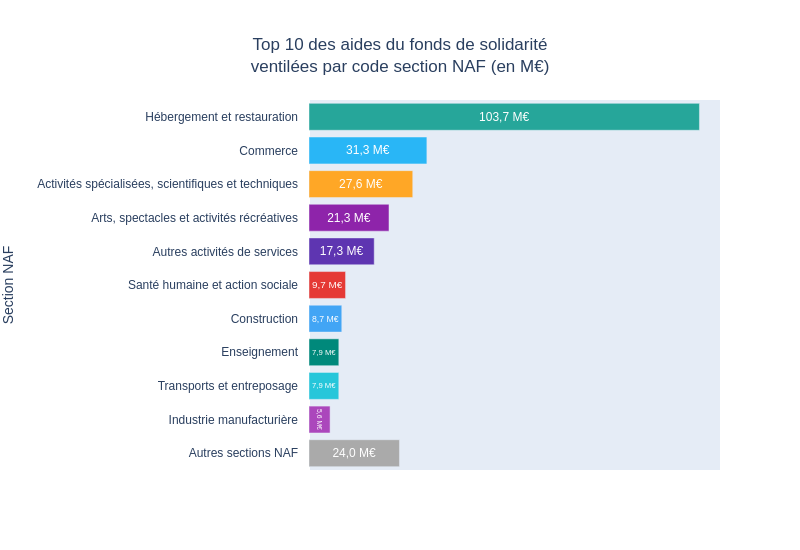 Top 10 des aides du fonds de solidarité
ventilées par code section NAF (en M€)
Section NAF
Hébergement et restauration 103,7 M€
Commerce 31,3 M€
Activités spécialisées, scientifiques et techniques 27,6 M€
Arts, spectacles et activités récréatives 21,3 M€
Autres activités de services 17,3 M€
Santé humaine et action sociale 9,7 M€
Construction 8,7 M€
Enseignement 7,9 M€
Transports et entreposage 7,9 M€
Industrie manufacturière 5,6 M€
Autres sections NAF 24,0 M€